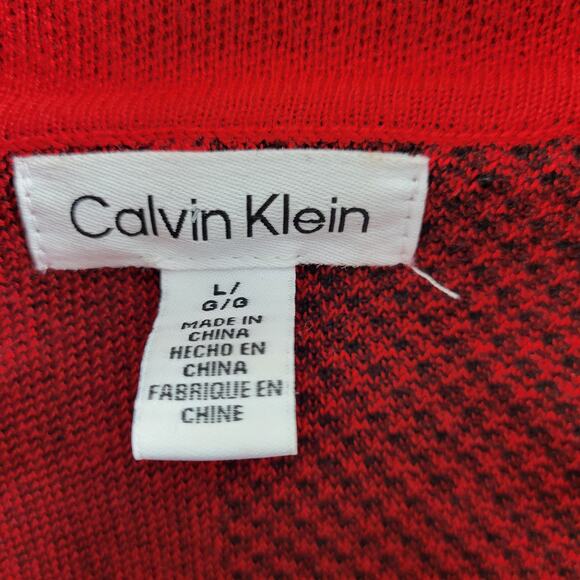 Calvin Klein
L/
G/G
MADE IN
CHINA
HECHO EN
CHINA
FABRIQUE EN
CHINE